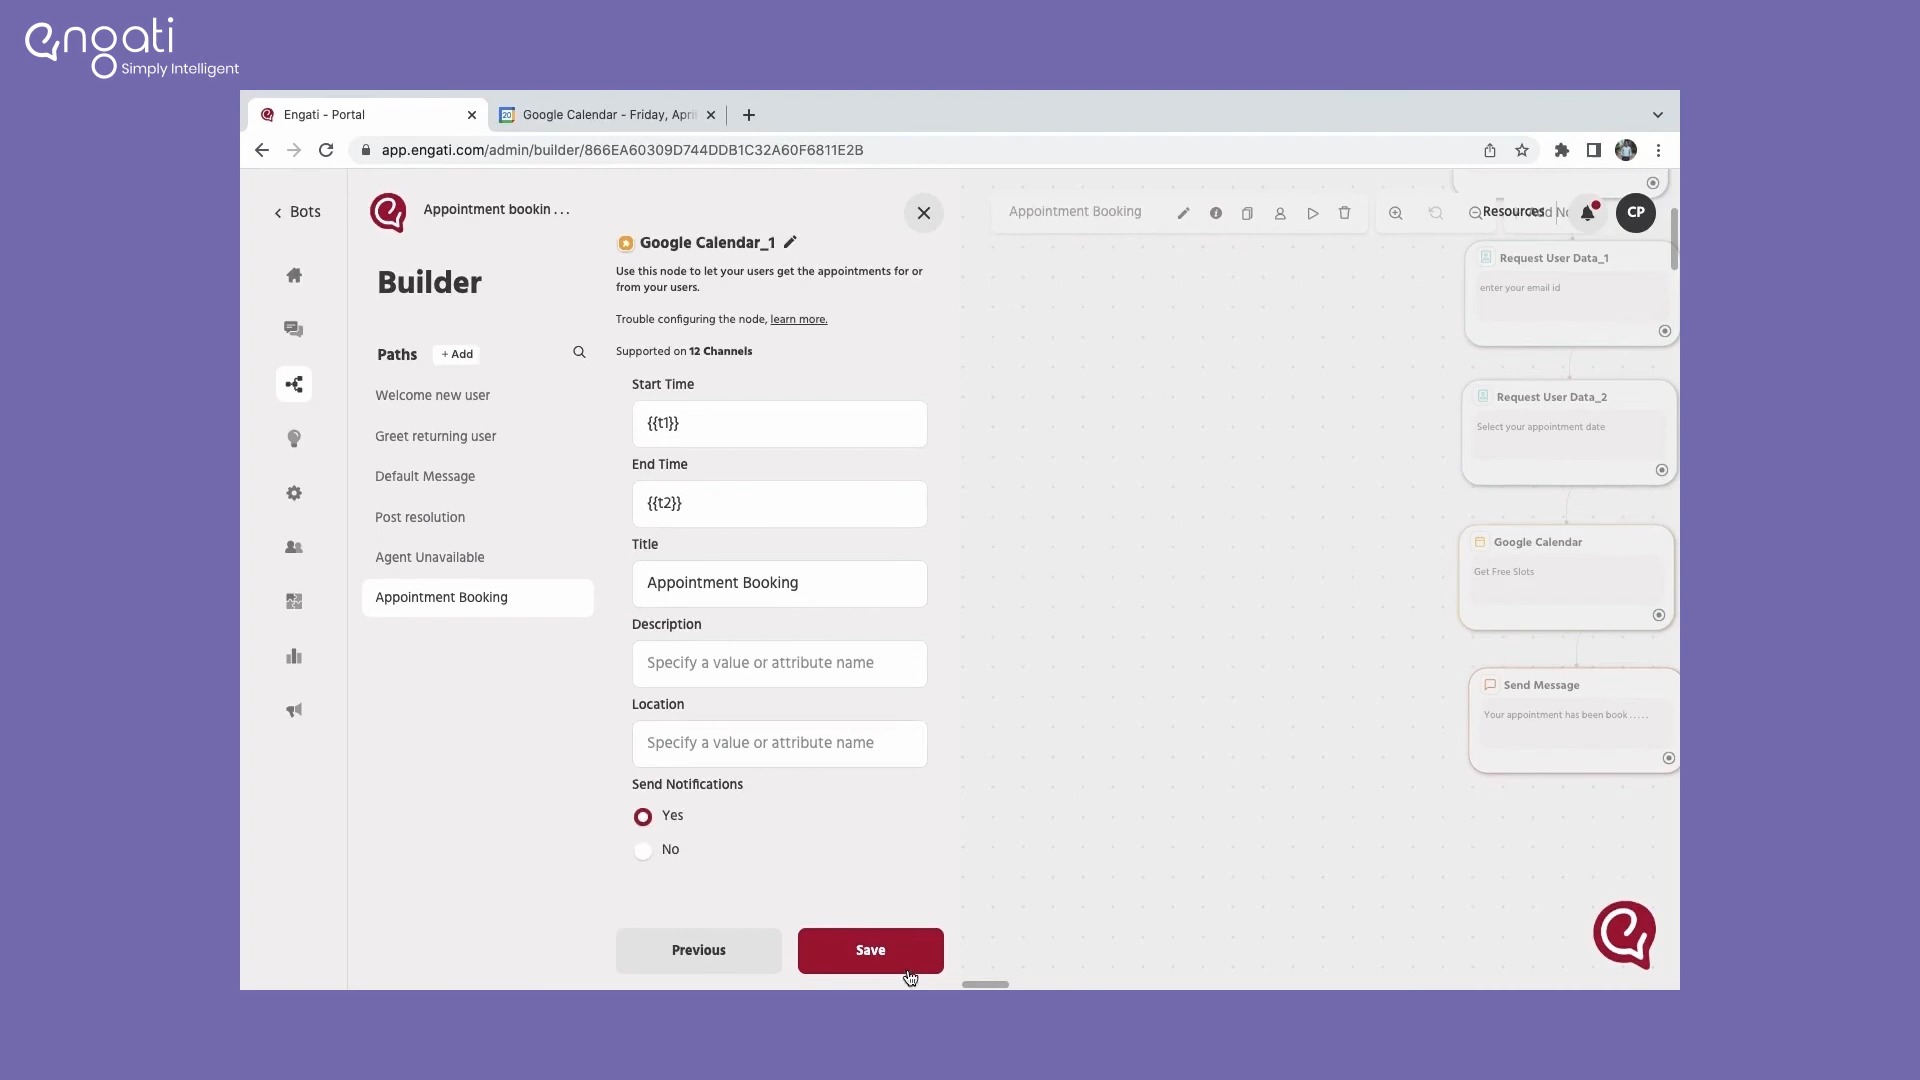 engati
Simply Intelligent
Engati - Portal
Google Calendar - Friday, April
app.engati.com/admin/builder/866EA60309D744DDB1C32A60F6811E2B
Bots
Appointment bookin . . .
Google Calendar_1
Use this node to let your users get the appointments for or
from your users.
Trouble configuring the node, learn more.
Supported on 12 Channels
Builder
Paths
+ Add
Welcome new user
Greet returning user
Default Message
Post resolution
Agent Unavailable
Appointment Booking
Start Time
{{t1}}
End Time
{{t2}}
Title
Appointment Booking
Description
Specify a value or attribute name
Location
Specify a value or attribute name
Send Notifications
Yes
No
Previous
Save
Appointment Booking
Resources
CP
Request User Data_1
enter your email id
Request User Data_2
Select your appointment date
Google Calendar
Get Free Slots
Send Message
Your appointment has been book . . . . .